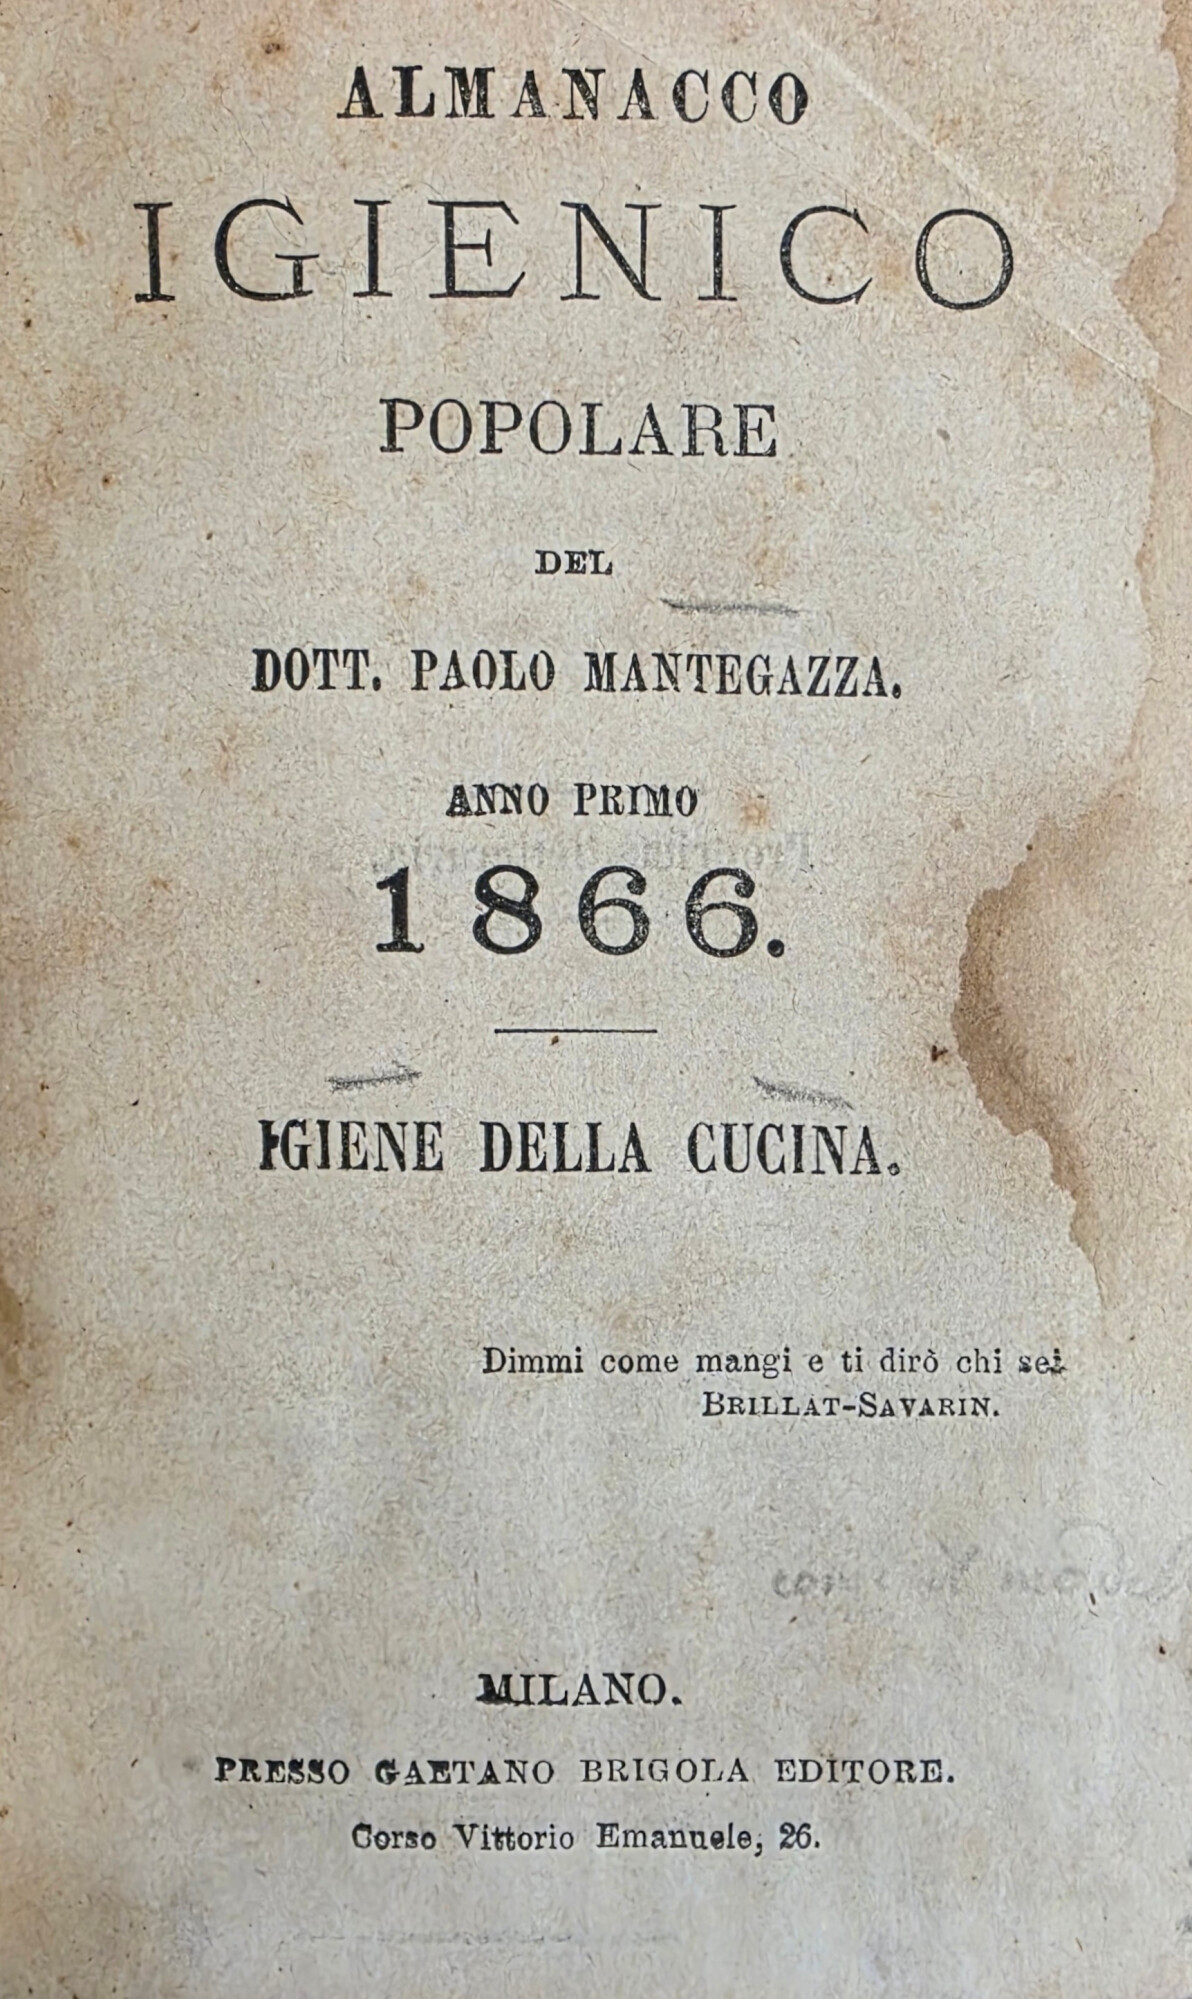 ALMANACCO
IGIENICO
POPOLARE
DEL
DOTT. PAOLO MANTEGAZZA.
ANNO PRIMO
1866.
IGIENE DELLA CUCINA.
Dimmi come mangi e ti dirò chi sei
BRILLAT-SAVARIN.
MILANO.
PRESSO GAETANO BRIGOLA EDITORE.
Corso Vittorio Emanuele, 26.